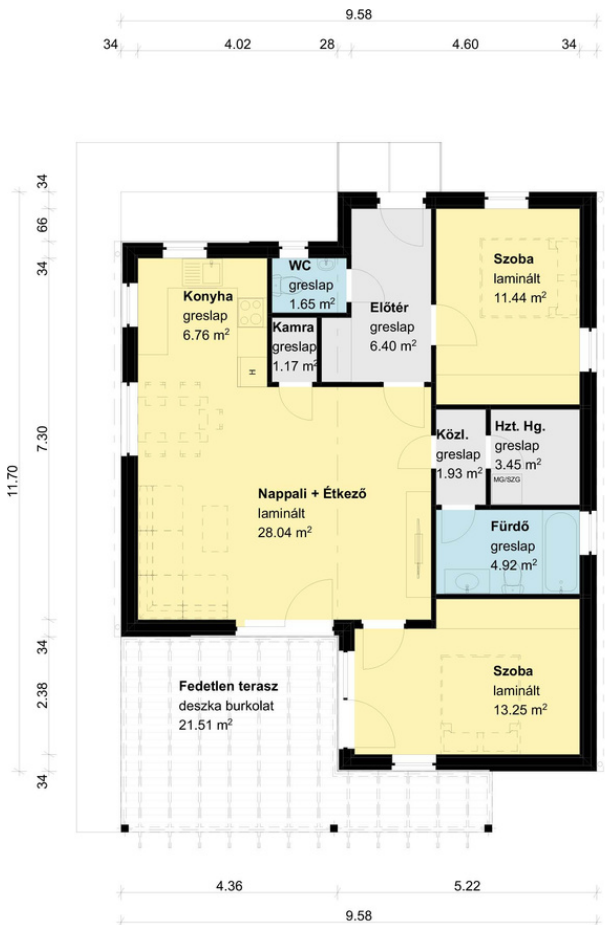 9.58
34
4.02
28
4.60
34
34
66
34
7.30
11.70
34
2.38
34
WC
greslap
1.65 m²
Konyha
greslap
6.76 m²
Kamra
greslap
1.17 m²
H
Előtér
greslap
6.40 m²
Szoba
laminált
11.44 m²
Közl.
greslap
1.93 m²
Hzt. Hg.
greslap
3.45 m²
MG/SZG
Nappali + Étkező
laminált
28.04 m²
Fürdő
greslap
4.92 m²
Szoba
laminált
13.25 m²
Fedetlen terasz
deszka burkolat
21.51 m²
4.36
5.22
9.58